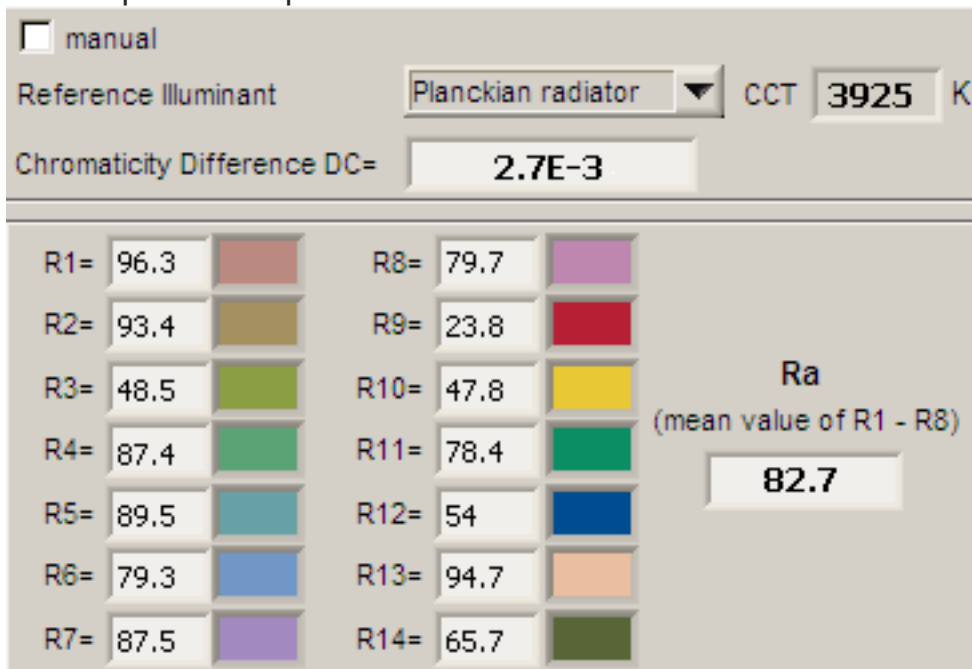 manual
Reference Illuminant Planckian radiator CCT 3925 K
Chromaticity Difference DC= 2.7E-3
R1= 96.3 R8= 79.7
R2= 93.4 R9= 23.8
R3= 48.5 R10= 47.8
R4= 87.4 R11= 78.4
R5= 89.5 R12= 54
R6= 79.3 R13= 94.7
R7= 87.5 R14= 65.7
Ra
(mean value of R1 - R8)
82.7